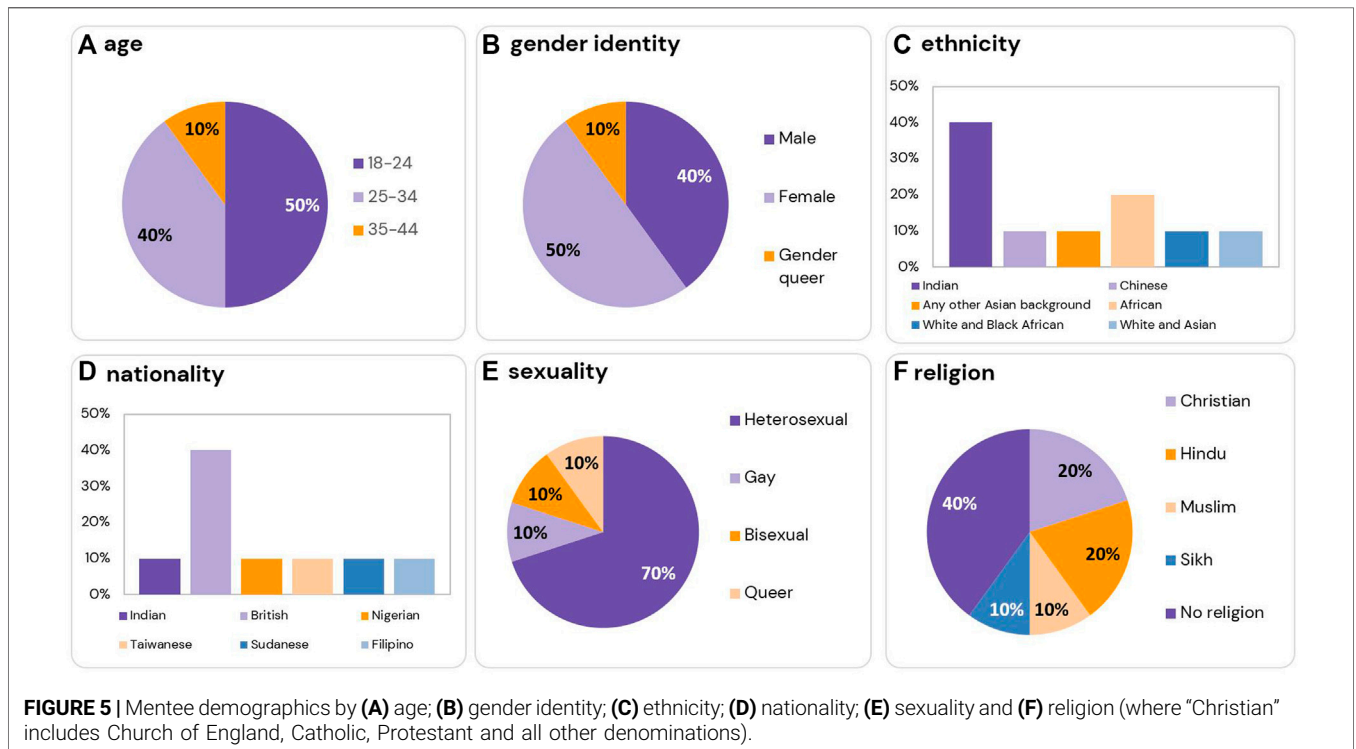 A age
10%
50%
40%
18-24
25-34
35-44
B gender identity
10%
40%
50%
Male
Female
Gender
queer
C ethnicity
50%
40%
30%
20%
10%
0%
Indian Chinese
Any other Asian background African
White and Black African White and Asian
D nationality
50%
40%
30%
20%
10%
0%
Indian British Nigerian
Taiwanese Sudanese Filipino
E sexuality
10%
10%
10%
70%
Heterosexual
Gay
Bisexual
Queer
F religion
20%
40%
20%
10% 10%
Christian
Hindu
Muslim
Sikh
No religion
FIGURE 5 | Mentee demographics by (A) age; (B) gender identity; (C) ethnicity; (D) nationality; (E) sexuality and (F) religion (where “Christian”
includes Church of England, Catholic, Protestant and all other denominations).